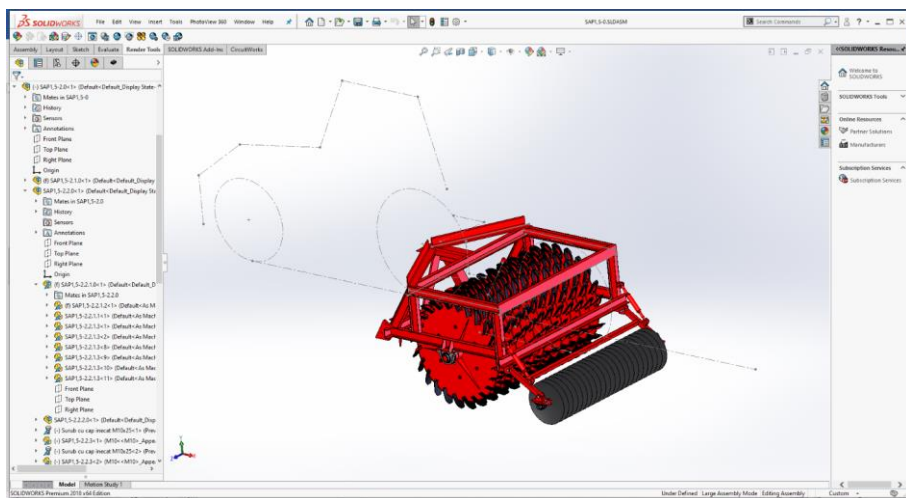 SOLIDWORKS
File Edit View Insert Tools PhotoView 360 Window Help
SAP1,5-0.SLDASM
Search Commands
Assembly Layout Sketch Evaluate Render Tools SOLIDWORKS Add-Ins CircuitWorks
(-) SAP1,5-2.0<1> (Default<Default_Display State-
Mates in SAP1,5-0
History
Sensors
Annotations
Front Plane
Top Plane
Right Plane
Origin
(f) SAP1,5-2.1.0<1> (Default<Default_Display
SAP1,5-2.2.0<1> (Default<Default_Display Sta
Mates in SAP1,5-2.0
History
Sensors
Annotations
Front Plane
Top Plane
Right Plane
Origin
(f) SAP1,5-2.2.1.0<1> (Default<Default_D
Mates in SAP1,5-2.2.0
(f) SAP1,5-2.2.1.2<1> (Default<As M
SAP1,5-2.2.1.1<1> (Default<As Mach
SAP1,5-2.2.1.3<1> (Default<As Mach
SAP1,5-2.2.1.3<2> (Default<As Mach
SAP1,5-2.2.1.3<8> (Default<As Mach
SAP1,5-2.2.1.3<9> (Default<As Mach
SAP1,5-2.2.1.3<10> (Default<As Mac
SAP1,5-2.2.1.3<11> (Default<As Mac
Front Plane
Top Plane
Right Plane
SAP1,5-2.2.2.0<1> (Default<Default_Disp
(-) Surub cu cap inecat M10x25<1> (Prev
(-) SAP1,5-2.2.3<1> (M10<<M10>_Appe
(-) Surub cu cap inecat M10x25<2> (Prev
(-) SAP1,5-2.2.3<2> (M10<<M10>_Appe
Model Motion Study 1
SOLIDWORKS Premium 2018 x64 Edition
Under Defined Large Assembly Mode Editing Assembly Custom
SOLIDWORKS Resou
Welcome to
SOLIDWORKS
SOLIDWORKS Tools
Online Resources
Partner Solutions
Manufacturers
Subscription Services
Subscription Services